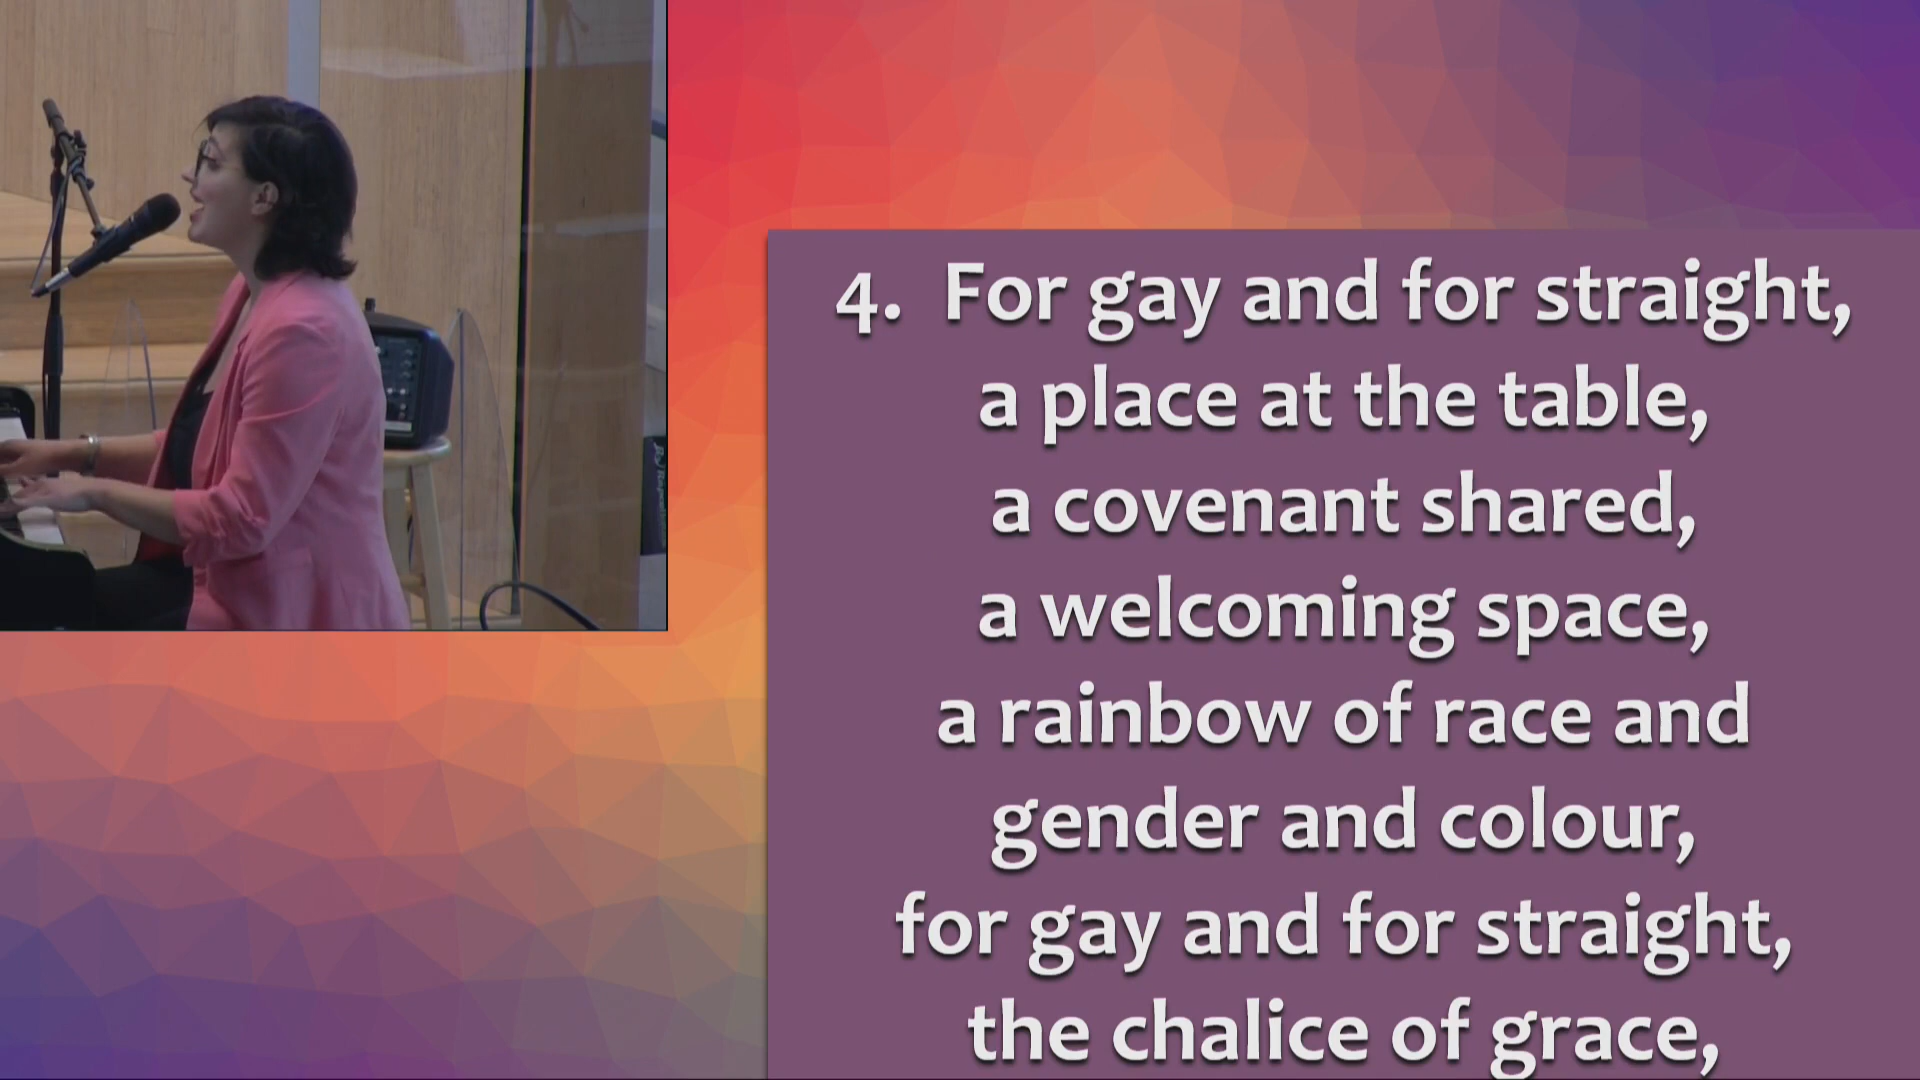 4. For gay and for straight,
a place at the table,
a covenant shared,
a welcoming space,
a rainbow of race and
gender and colour,
for gay and for straight,
the chalice of grace,